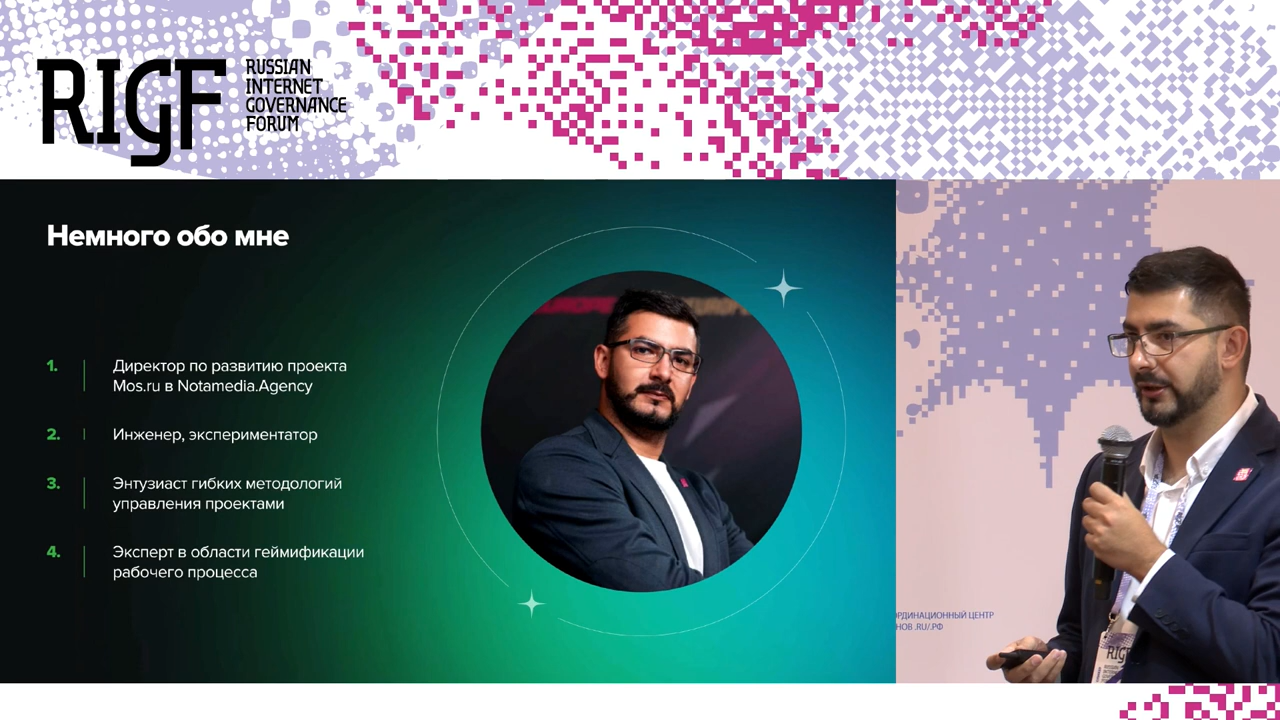 RIGF
RUSSIAN
INTERNET
GOVERNANCE
FORUM
Немного обо мне
1. Директор по развитию проекта
Mos.ru в Notamedia.Agency
2. Инженер, экспериментатор
3. Энтузиаст гибких методологий
управления проектами
4. Эксперт в области геймификации
рабочего процесса
ОРДИНАЦИОННЫЙ ЦЕНТР
НОВ .RU/.РФ
RIGF